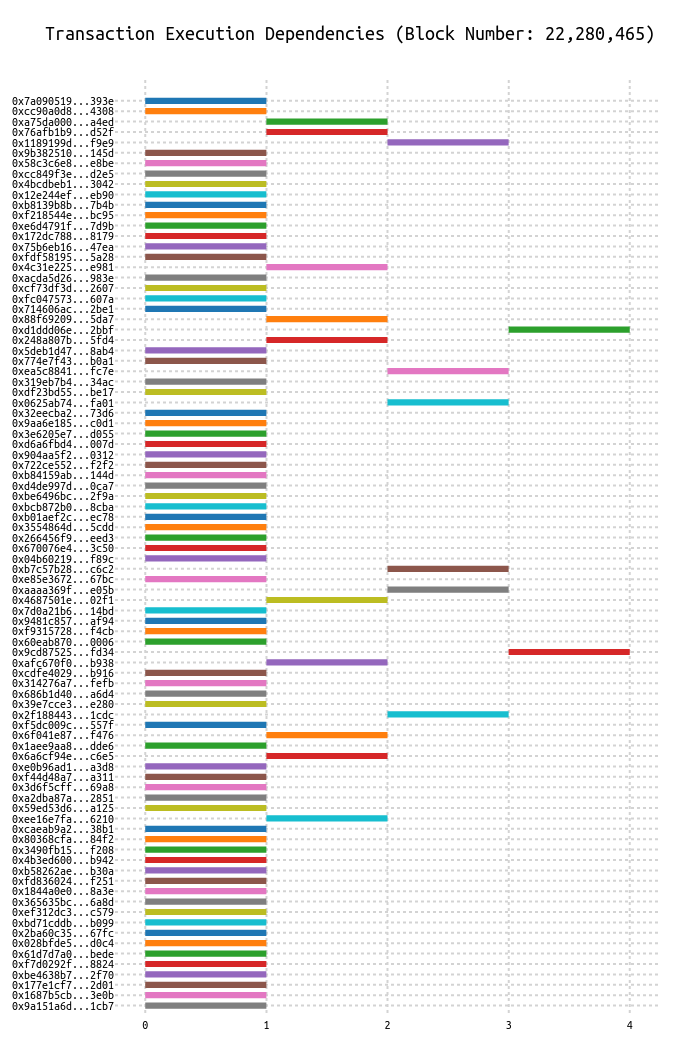 Transaction Execution Dependencies (Block Number: 22,280,465)
0x7a090519...393e
0xcc90a0d8...4308
0xa75da000...a4ed
0x76afb1b9...d52f
0x1189199d...f9e9
0x9b382510...145d
0x58c3c6e8...e8be
0xcc849f3e...d2e5
0x4bcdbeb1...3042
0x12e244ef...eb90
0xb8139b8b...7b4b
0xf218544e...bc95
0xe6d4791f...7d9b
0x172dc788...8179
0x75b6eb16...47ea
0xfdf58195...5a28
0x4c31e225...e981
0xacda5d26...983e
0xcf73df3d...2607
0xfc047573...607a
0x714606ac...2be1
0x88f69209...5da7
0xd1ddd06e...2bbf
0x248a807b...5fd4
0x5deb1d47...8ab4
0x774e7f43...b0a1
0xea5c8841...fc7e
0x319eb7b4...34ac
0xdf23bd55...be17
0x0625ab74...fa01
0x32eecba2...73d6
0x9aa6e185...c0d1
0x3e6205e7...d055
0xd6a6fbd4...007d
0x904aa5f2...0312
0x722ce552...f2f2
0xb84159ab...144d
0xd4de997d...0ca7
0xbe6496bc...2f9a
0xbcb872b0...8cba
0xb01aef2c...ec78
0x3554864d...5cdd
0x266456f9...eed3
0x670076e4...3c50
0x04b60219...f89c
0xb7c57b28...c6c2
0xe85e3672...67bc
0xaaaa369f...e05b
0x4687501e...02f1
0x7d0a21b6...14bd
0x9481c857...af94
0xf9315728...f4cb
0x60eab870...0006
0x9cd87525...fd34
0xafc670f0...b938
0xcdfe4029...b916
0x314276a7...fefb
0x686b1d40...a6d4
0x39e7cce3...e280
0x2f188443...1cdc
0xf5dc009c...557f
0x6f041e87...f476
0x1aee9aa8...dde6
0x6a6cf94e...c6e5
0xe0b96ad1...a3d8
0xf44d48a7...a311
0x3d6f5cff...69a8
0xa2dba87a...2851
0x59ed53d6...a125
0xee16e7fa...6210
0xcaeab9a2...38b1
0x80368cfa...84f2
0x3490fb15...f208
0x4b3ed600...b942
0xb58262ae...b30a
0xfd836024...f251
0x1844a0e0...8a3e
0x365635bc...6a8d
0xef312dc3...c579
0xbd71cddb...b099
0x2ba60c35...67fc
0x028bfde5...d0c4
0x61d7d7a0...bede
0xf7d0292f...8824
0xbe4638b7...2f70
0x177e1cf7...2d01
0x1687b5cb...3e0b
0x9a151a6d...1cb7
0 1 2 3 4